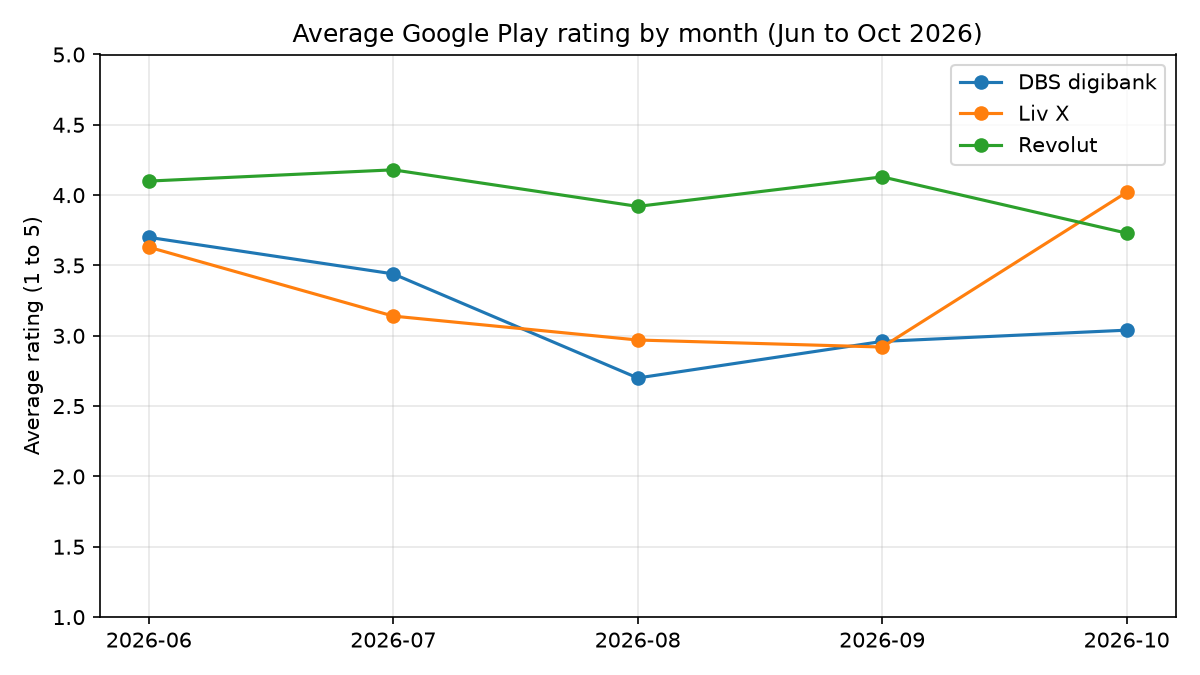 Average Google Play rating by month (Jun to Oct 2026)
DBS digibank
Liv X
Revolut
Average rating (1 to 5)
5.0
4.5
4.0
3.5
3.0
2.5
2.0
1.5
1.0
2026-06 2026-07 2026-08 2026-09 2026-10